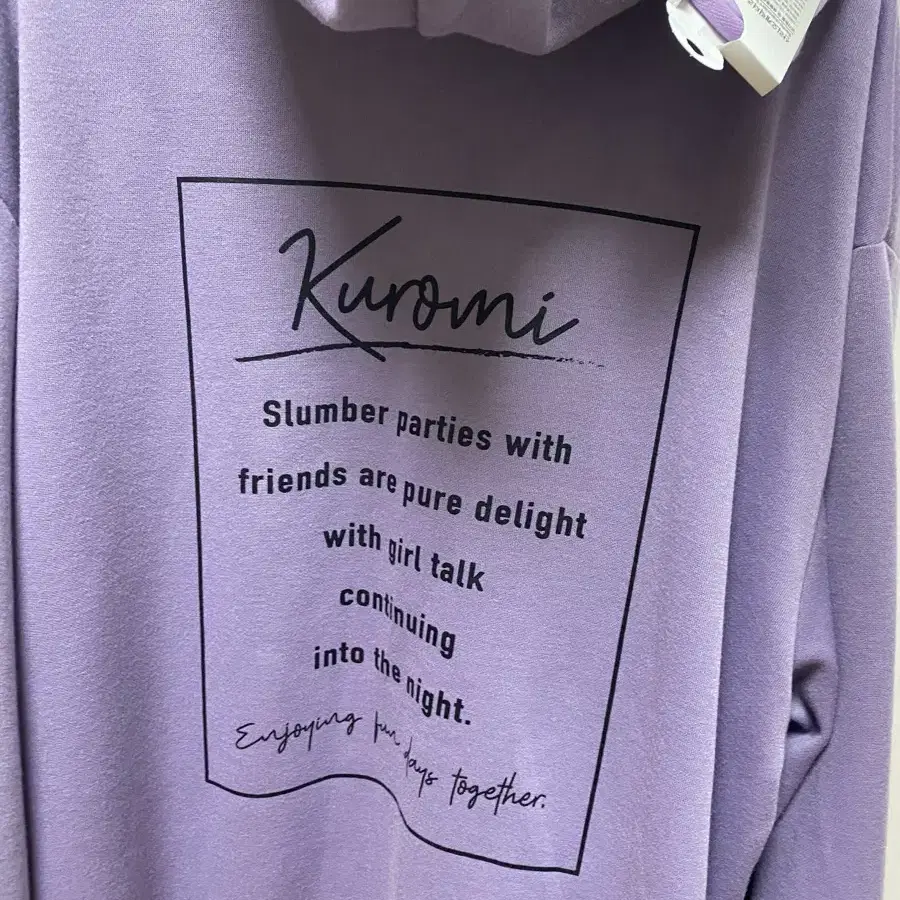 Kuromi
Slumber parties with
friends are pure delight
with girl talk
continuing
into the night.
Enjoying fun days together.